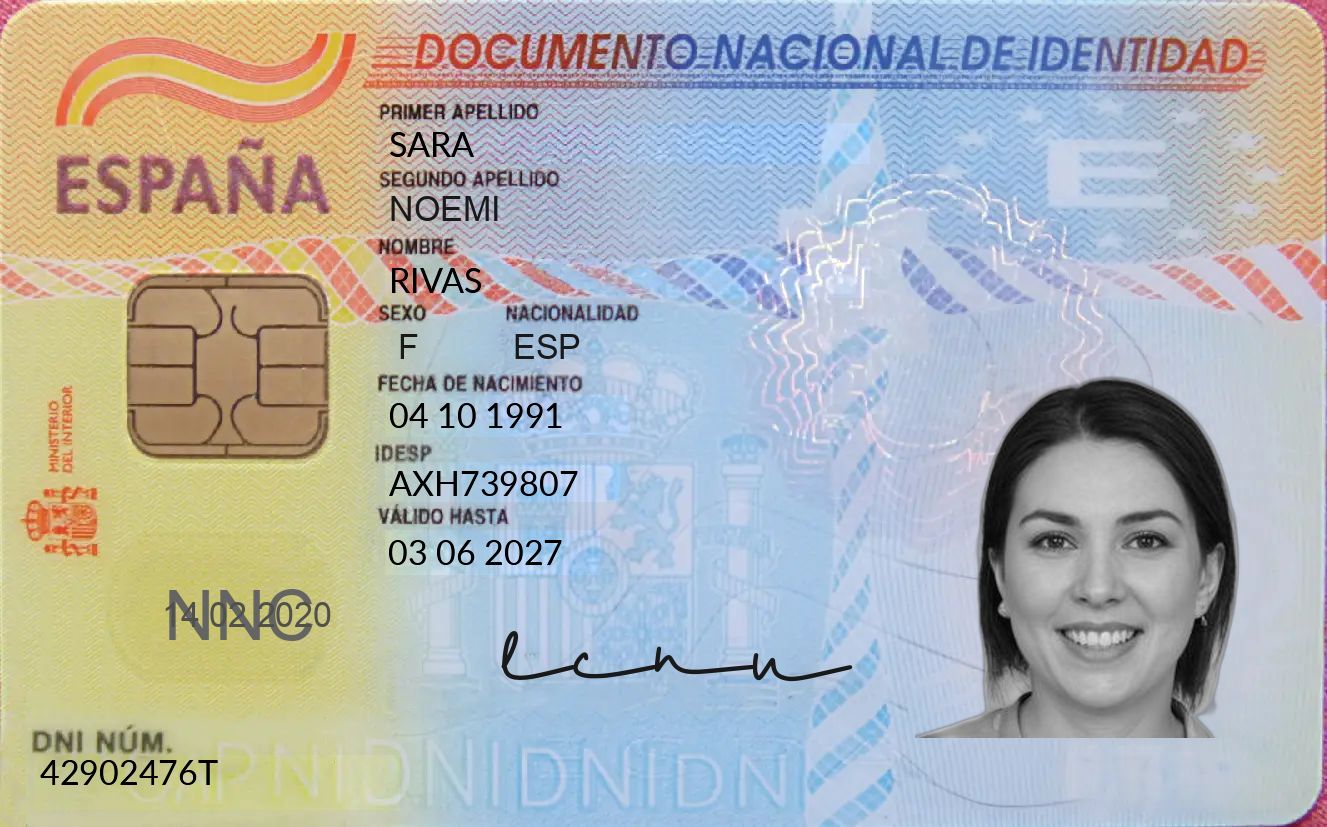 DOCUMENTO NACIONAL DE IDENTIDAD
ESPAÑA
PRIMER APELLIDO
SARA
SEGUNDO APELLIDO
NOEMI
NOMBRE
RIVAS
SEXO NACIONALIDAD
F ESP
FECHA DE NACIMIENTO
04 10 1991
IDESP
AXH739807
VÁLIDO HASTA
03 06 2027
MINISTERIO
DEL INTERIOR
E
14 02 2020
NNC
DNI NÚM.
42902476T